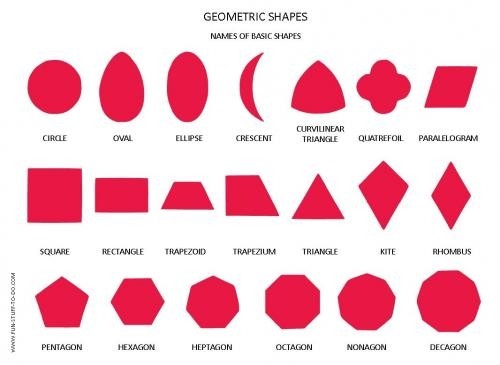 GEOMETRIC SHAPES
NAMES OF BASIC SHAPES
CIRCLE
OVAL
ELLIPSE
CRESCENT
CURVILINEAR
TRIANGLE
QUATREFOIL
PARALELOGRAM
SQUARE
RECTANGLE
TRAPEZOID
TRAPEZIUM
TRIANGLE
KITE
RHOMBUS
PENTAGON
HEXAGON
HEPTAGON
OCTAGON
NONAGON
DECAGON
WWW.FUN-STUFF-TO-DO.COM